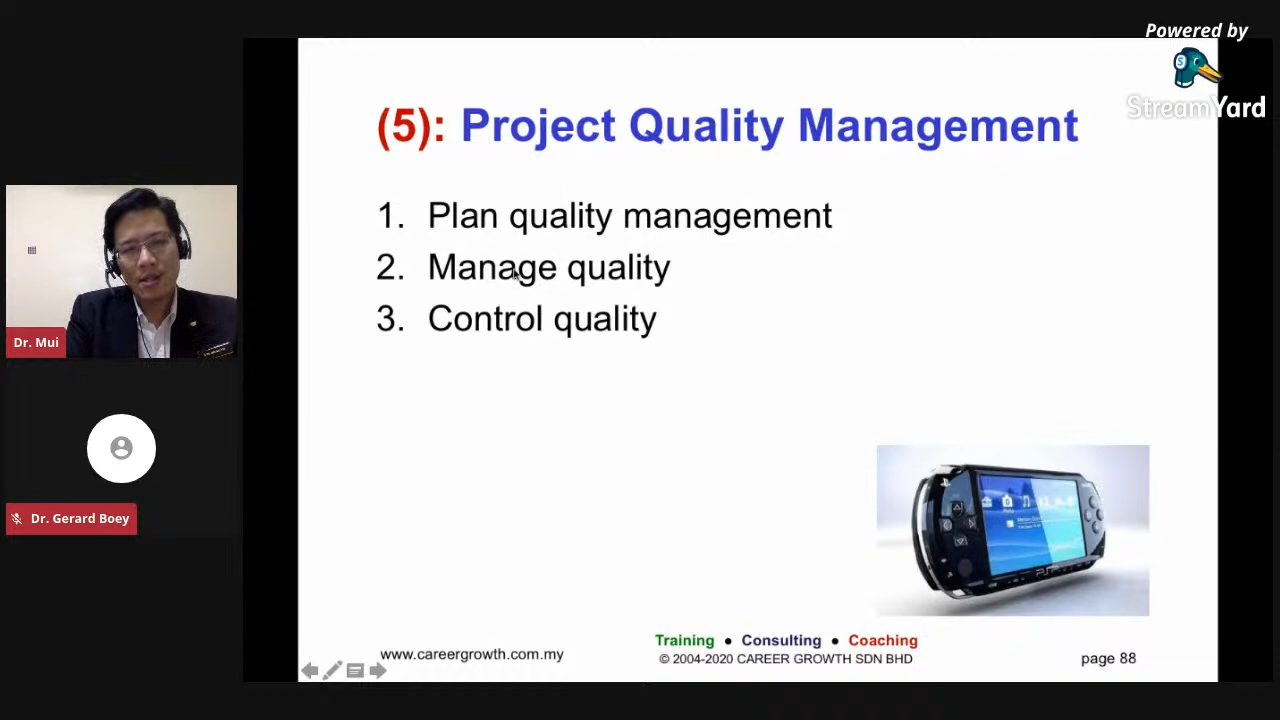 Powered by
StreamYard
(5): Project Quality Management
1. Plan quality management
2. Manage quality
3. Control quality
Dr. Mui
Dr. Gerard Boey
PSP
Training ● Consulting ● Coaching
www.careergrowth.com.my
© 2004-2020 CAREER GROWTH SDN BHD
page 88